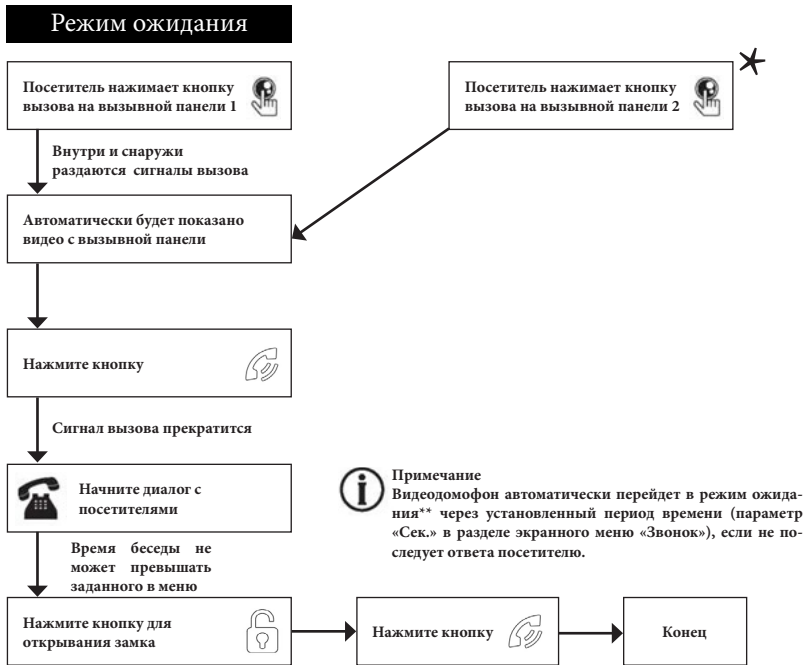 Режим ожидания
Посетитель нажимает кнопку
вызова на вызывной панели 1
Посетитель нажимает кнопку
вызова на вызывной панели 2
Внутри и снаружи
раздаются сигналы вызова
Автоматически будет показано
видео с вызывной панели
Нажмите кнопку
Сигнал вызова прекратится
Начните диалог с
посетителями
Примечание
Видеодомофон автоматически перейдет в режим ожида-
ния** через установленный период времени (параметр
«Сек.» в разделе экранного меню «Звонок»), если не по-
следует ответа посетителю.
Время беседы не
может превышать
заданного в меню
Нажмите кнопку для
открывания замка
Нажмите кнопку
Конец